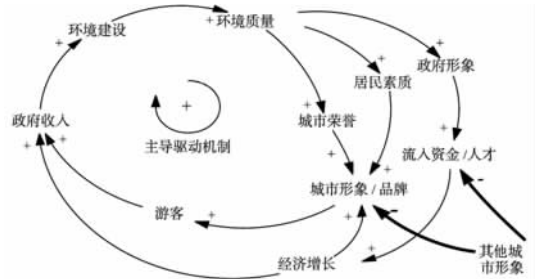 环境建设
+
+环境质量
+
政府形象
居民素质
+
政府收入
+
主导驱动机制
城市荣誉
+
+
+
流入资金/人才
-
+
城市形象/品牌
-
+
游客
+
+
+
+
经济增长
+
其他城
市形象